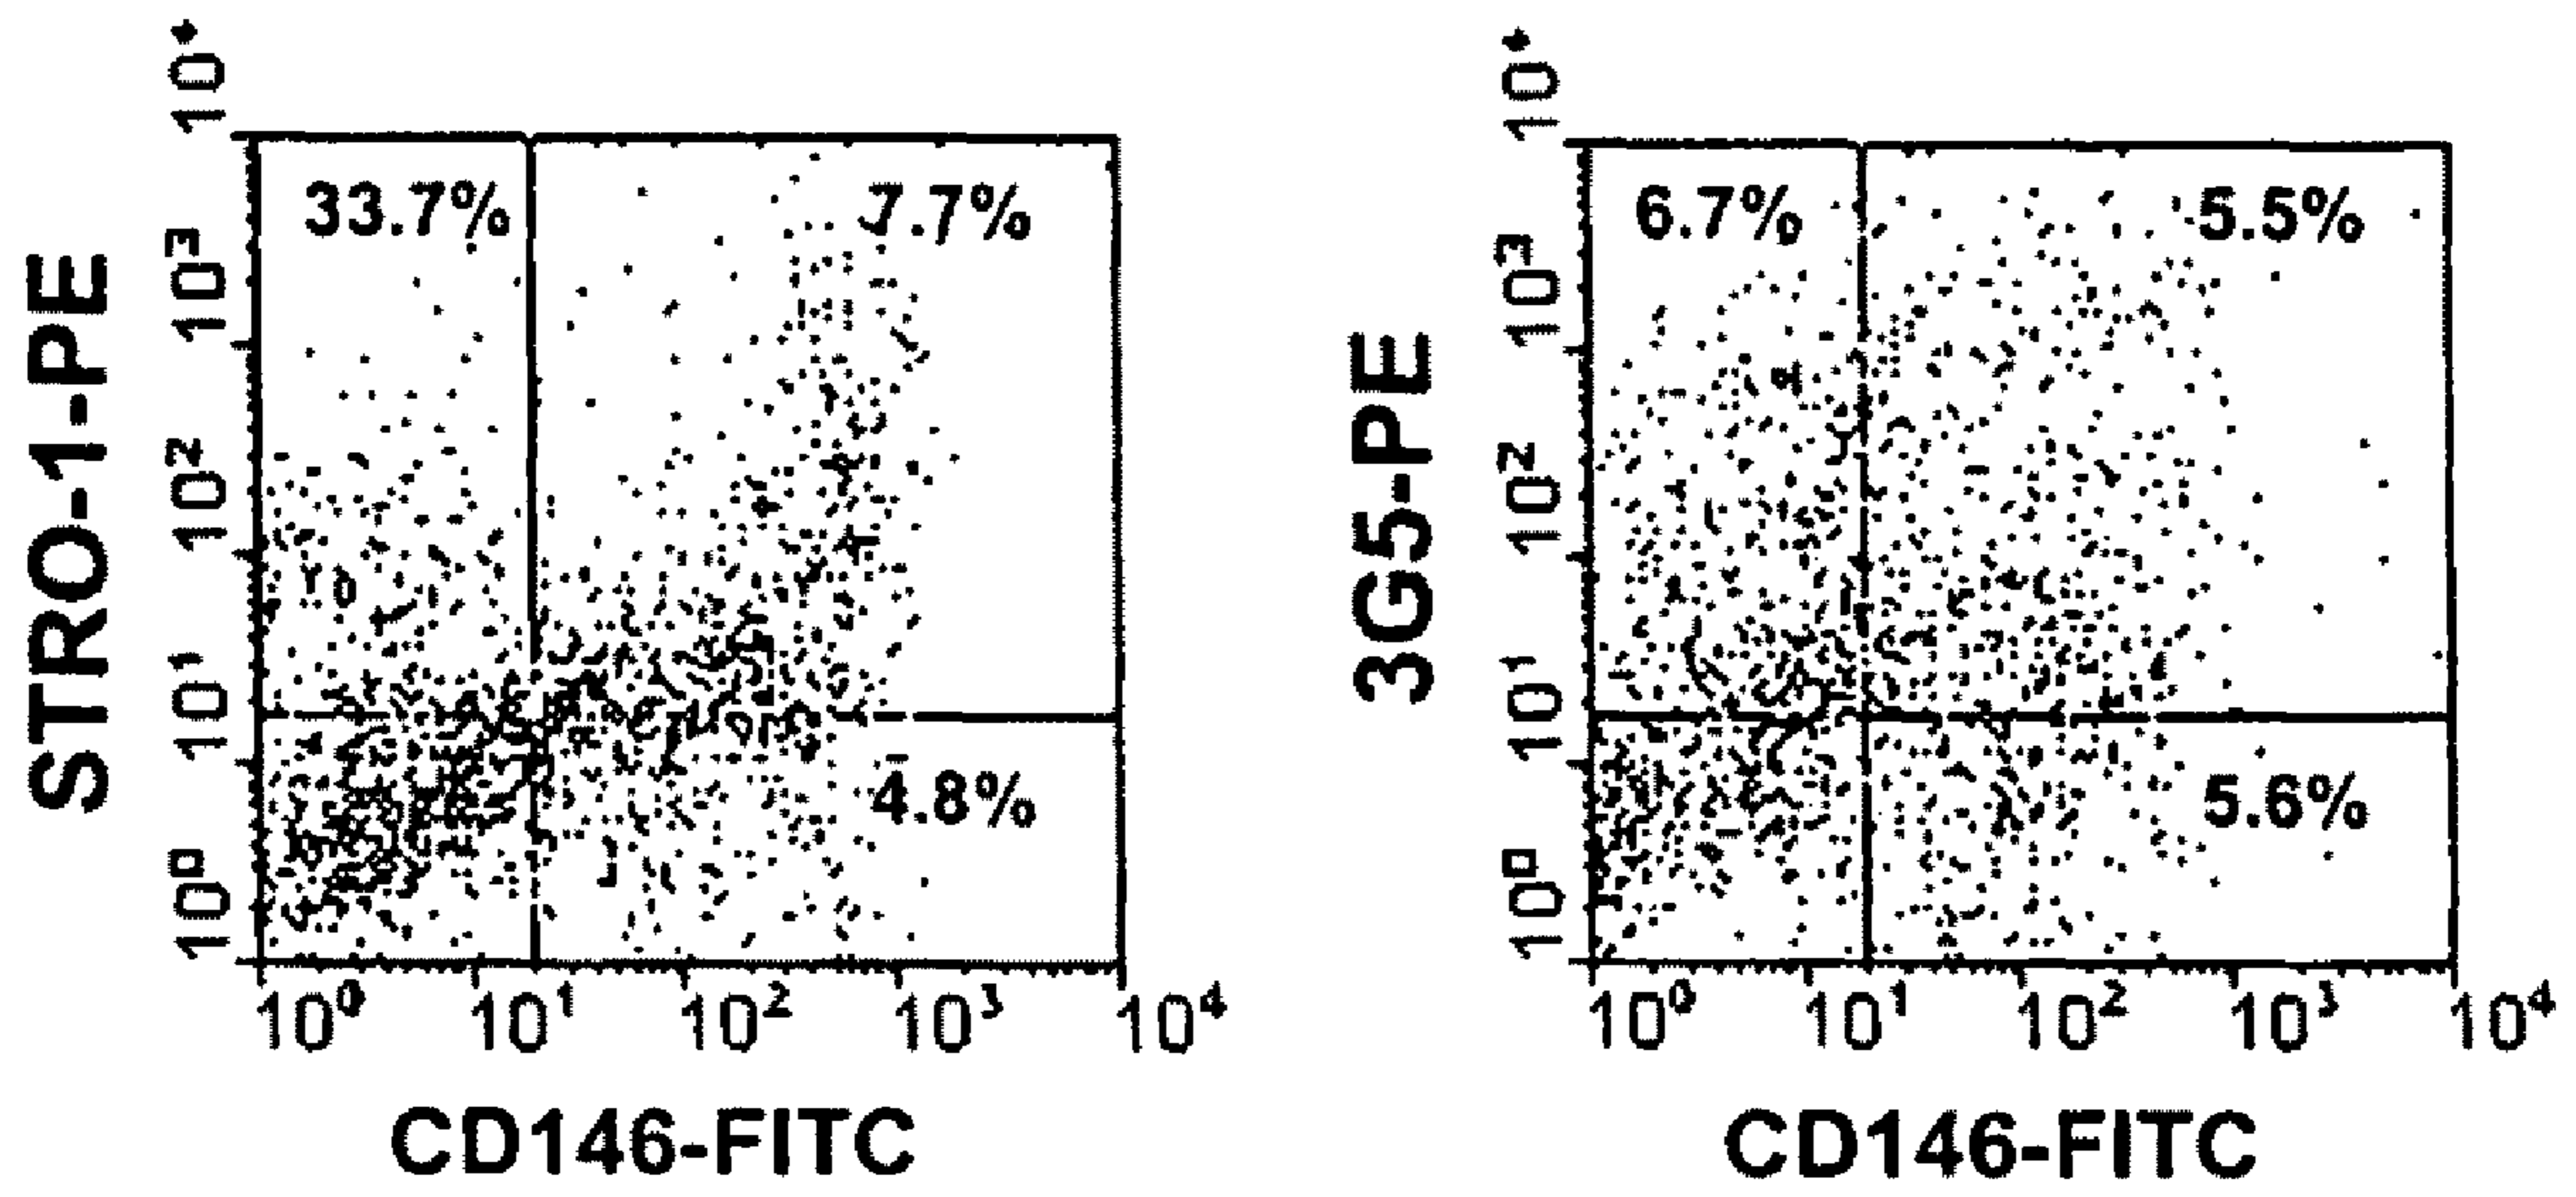 STRO-1-PE
10⁴
10³
10²
10¹
10⁰
33.7%
7.7%
4.8%
10⁰ 10¹ 10² 10³ 10⁴
CD146-FITC
3G5-PE
10⁴
10³
10²
10¹
10⁰
6.7%
5.5%
5.6%
10⁰ 10¹ 10² 10³ 10⁴
CD146-FITC